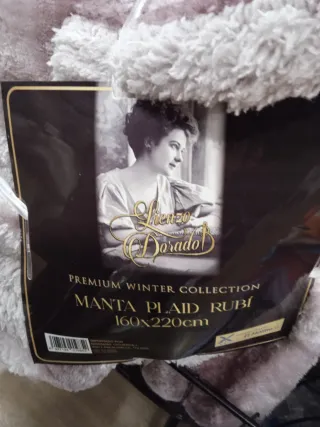 Lienzo
Dorado
PREMIUM WINTER COLLECTION
MANTA PLAID RUBÍ
160x220cm